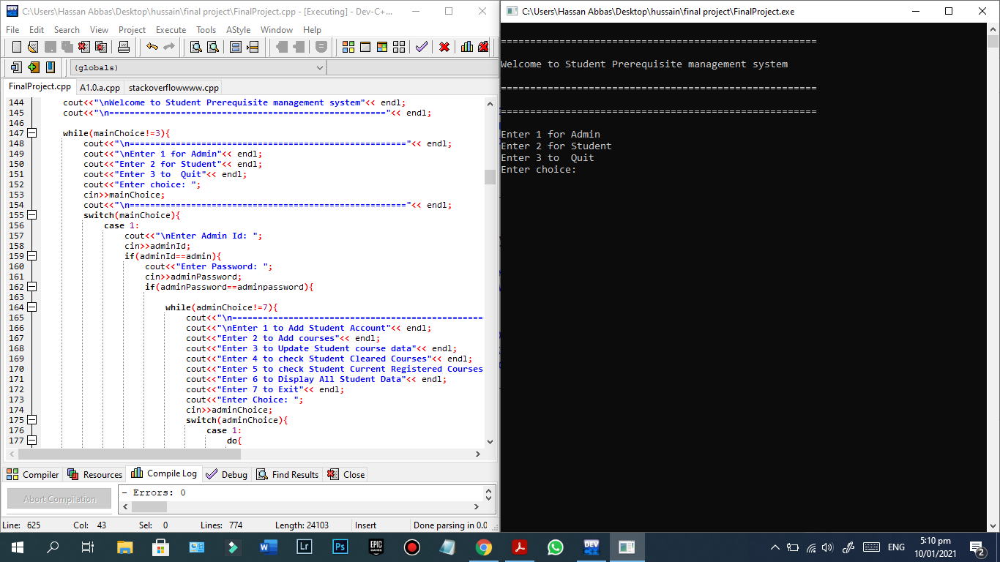 C:\Users\Hassan Abbas\Desktop\hussain\final project\FinalProject.cpp - [Executing] - Dev-C+...
File Edit Search View Project Execute Tools AStyle Window Help
(globals)
FinalProject.cpp A1.0.a.cpp stackoverflowwww.cpp
144 cout<<"\nWelcome to Student Prerequisite management system"<< endl;
145 cout<<"\n======================================================"<< endl;
146
147 while(mainChoice!=3){
148 cout<<"\n======================================================"<< endl;
149 cout<<"\nEnter 1 for Admin"<< endl;
150 cout<<"Enter 2 for Student"<< endl;
151 cout<<"Enter 3 to  Quit"<< endl;
152 cout<<"Enter choice: ";
153 cin>>mainChoice;
154 cout<<"\n======================================================"<< endl;
155 switch(mainChoice){
156 case 1:
157 cout<<"\nEnter Admin Id: ";
158 cin>>adminId;
159 if(adminId==admin){
160 cout<<"Enter Password: ";
161 cin>>adminPassword;
162 if(adminPassword==adminpassword){
163
164 while(adminChoice!=7){
165 cout<<"\n=================================================
166 cout<<"\nEnter 1 to Add Student Account"<< endl;
167 cout<<"Enter 2 to Add courses"<< endl;
168 cout<<"Enter 3 to Update Student course data"<< endl;
169 cout<<"Enter 4 to check Student Cleared Courses"<< endl;
170 cout<<"Enter 5 to check Student Current Registered Courses
171 cout<<"Enter 6 to Display All Student Data"<< endl;
172 cout<<"Enter 7 to Exit"<< endl;
173 cout<<"Enter Choice: ";
174 cin>>adminChoice;
175 switch(adminChoice){
176 case 1:
177 do{
Compiler Resources Compile Log Debug Find Results Close
Abort Compilation
- Errors: 0
Line: 625 Col: 43 Sel: 0 Lines: 774 Length: 24103 Insert Done parsing in 0.0
C:\Users\Hassan Abbas\Desktop\hussain\final project\FinalProject.exe
======================================================
Welcome to Student Prerequisite management system
======================================================
======================================================
Enter 1 for Admin
Enter 2 for Student
Enter 3 to  Quit
Enter choice:
W Lr Ps EPIC GAMES DEV
ENG
5:10 pm
10/01/2021
2